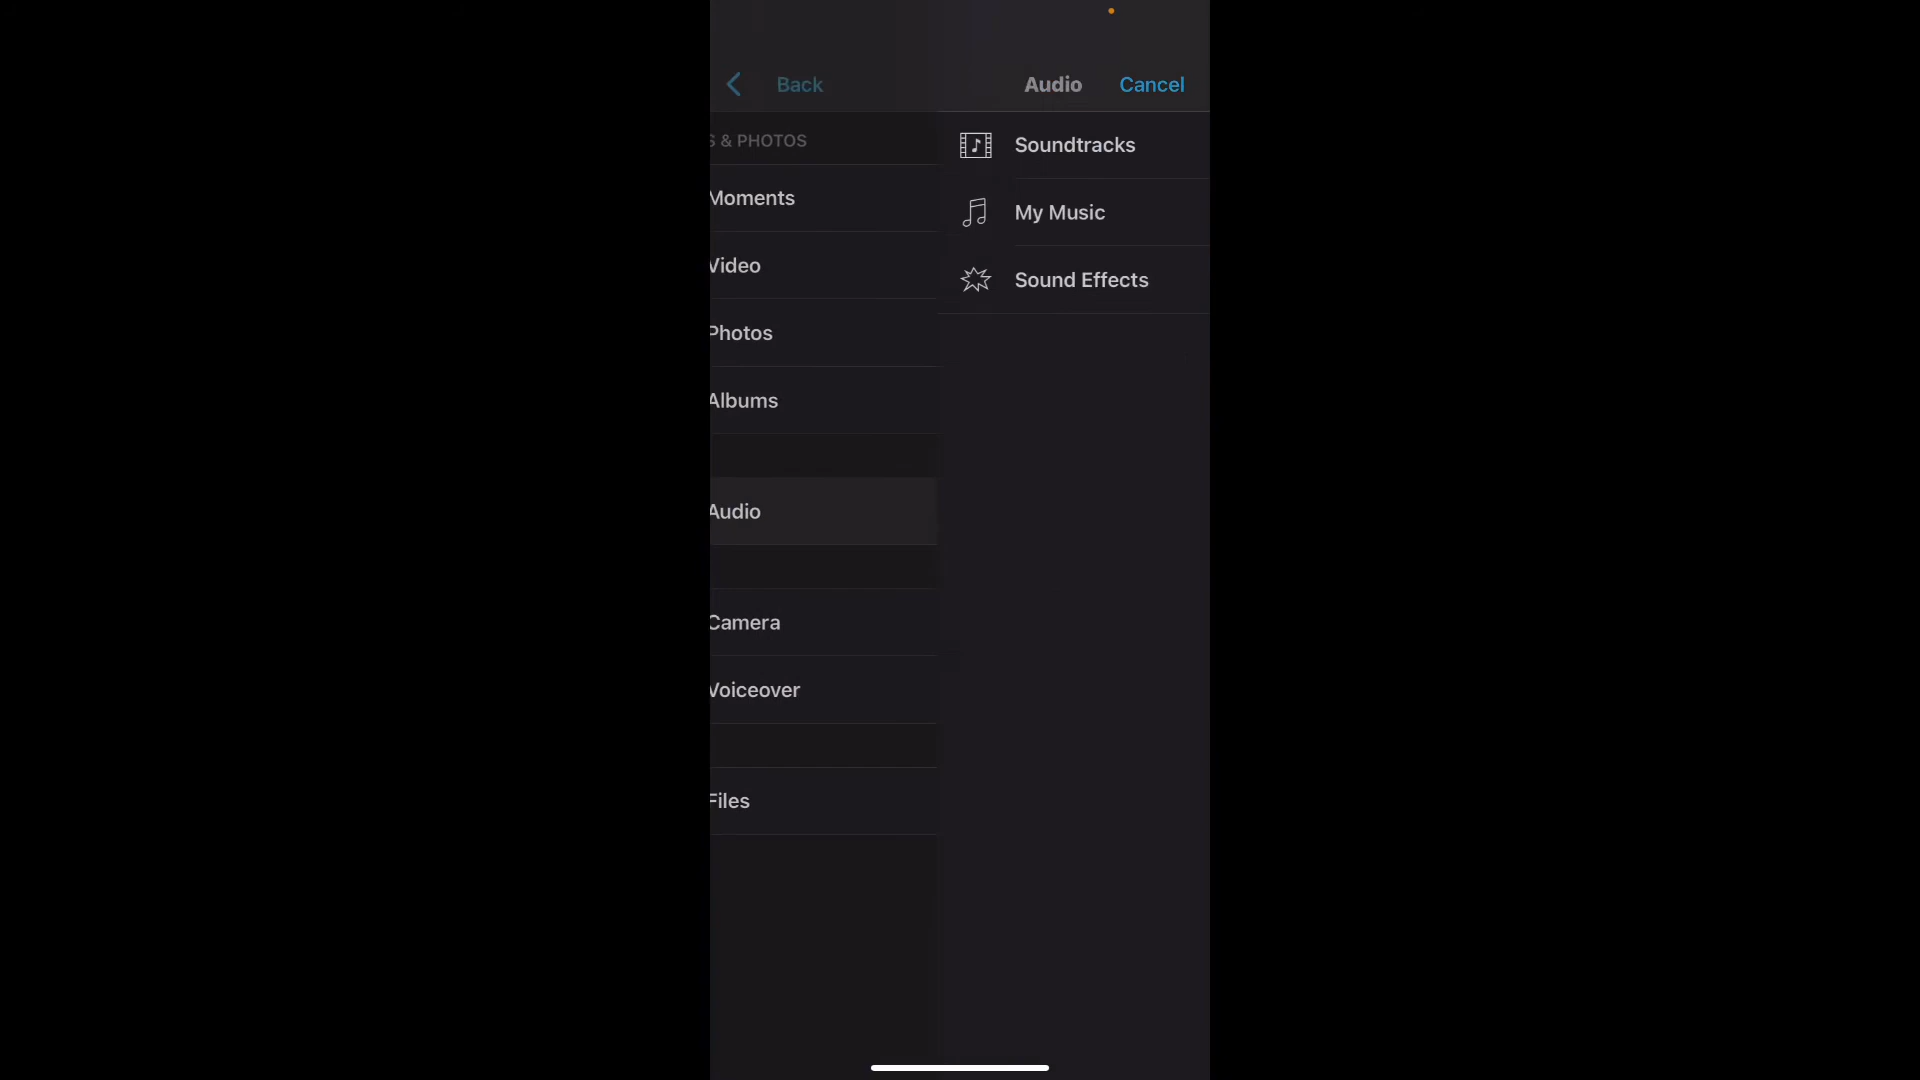 Back
S & PHOTOS
Moments
Video
Photos
Albums
Audio
Camera
Voiceover
Files
Audio
Cancel
Soundtracks
My Music
Sound Effects